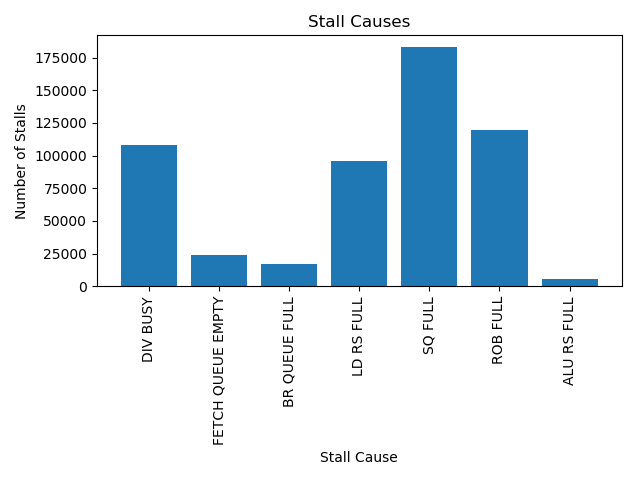 Stall Causes
Number of Stalls
175000
150000
125000
100000
75000
50000
25000
0
DIV BUSY
FETCH QUEUE EMPTY
BR QUEUE FULL
LD RS FULL
SQ FULL
ROB FULL
ALU RS FULL
Stall Cause